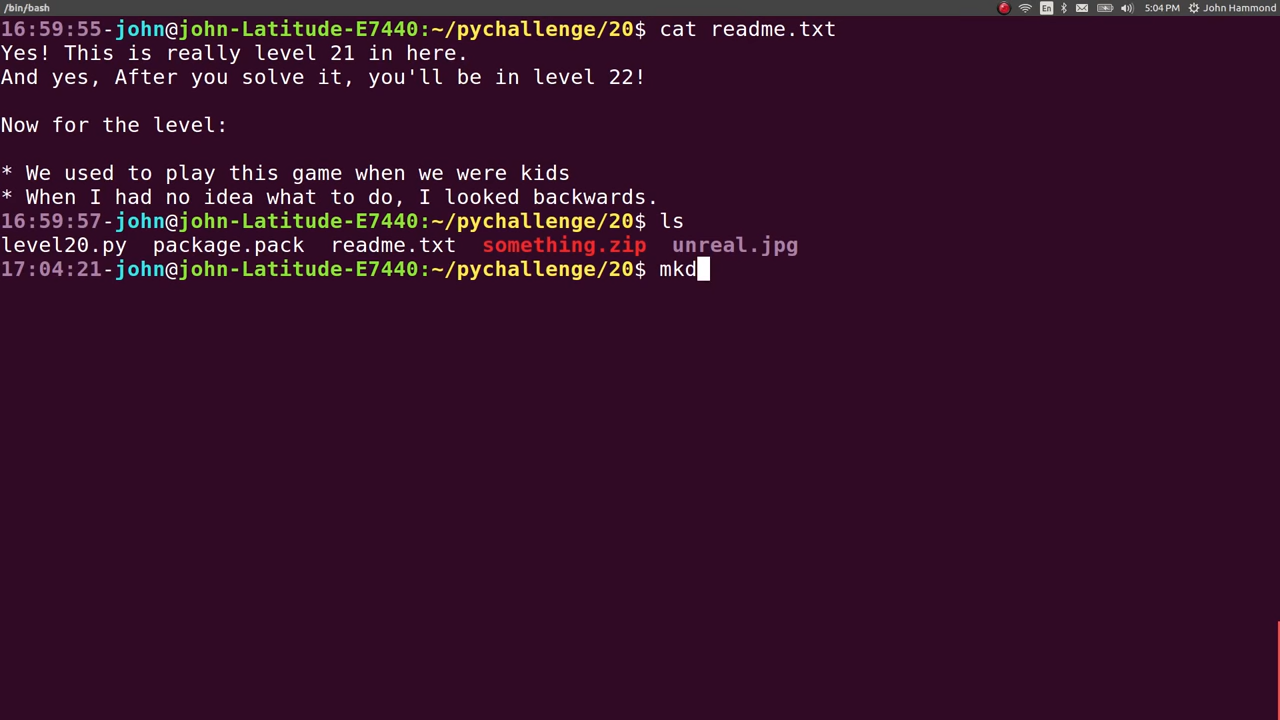 /bin/bash En 5:04 PM John Hammond
16:59:55-john@john-Latitude-E7440:~/pychallenge/20$ cat readme.txt
Yes! This is really level 21 in here.
And yes, After you solve it, you'll be in level 22!
Now for the level:
* We used to play this game when we were kids
* When I had no idea what to do, I looked backwards.
16:59:57-john@john-Latitude-E7440:~/pychallenge/20$ ls
level20.py package.pack readme.txt something.zip unreal.jpg
17:04:21-john@john-Latitude-E7440:~/pychallenge/20$ mkd